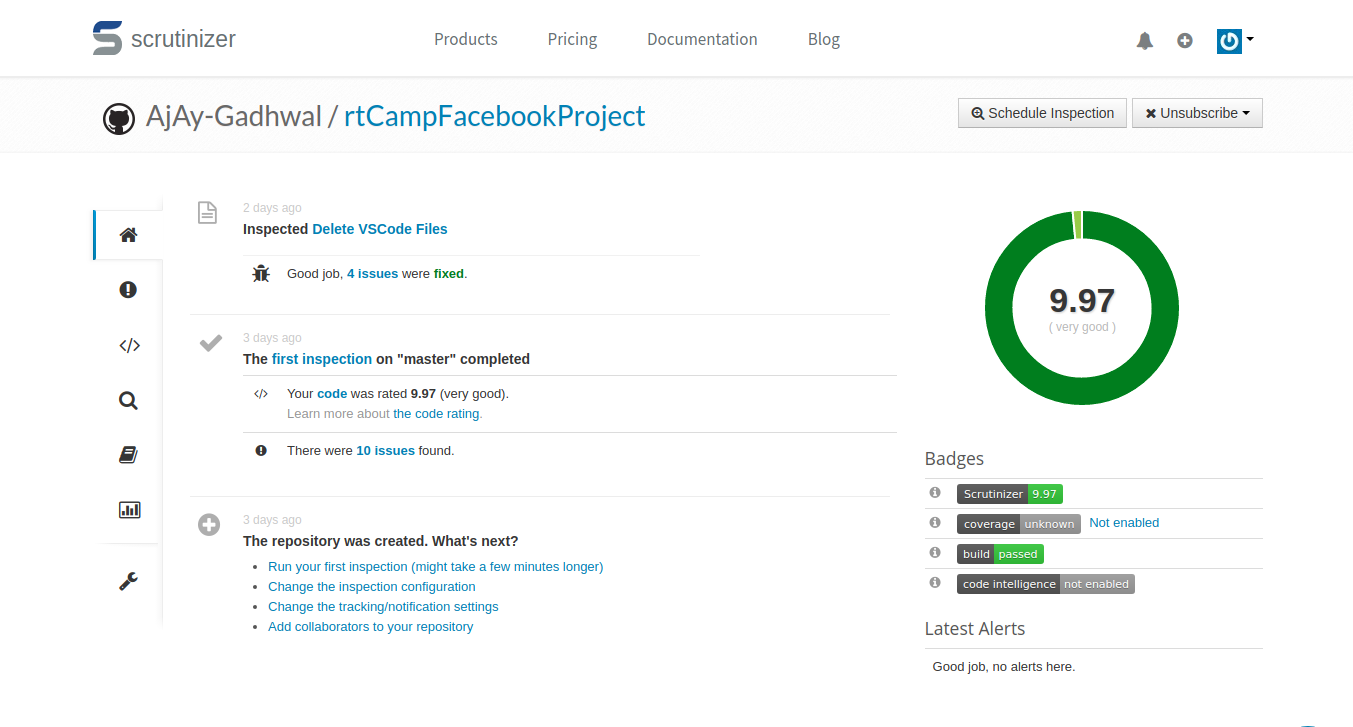 scrutinizer
Products
Pricing
Documentation
Blog
AjAy-Gadhwal / rtCampFacebookProject
Schedule Inspection
Unsubscribe
2 days ago
Inspected Delete VSCode Files
Good job, 4 issues were fixed.
3 days ago
The first inspection on "master" completed
Your code was rated 9.97 (very good).
Learn more about the code rating.
There were 10 issues found.
3 days ago
The repository was created. What's next?
Run your first inspection (might take a few minutes longer)
Change the inspection configuration
Change the tracking/notification settings
Add collaborators to your repository
9.97
( very good )
Badges
Scrutinizer 9.97
coverage unknown Not enabled
build passed
code intelligence not enabled
Latest Alerts
Good job, no alerts here.